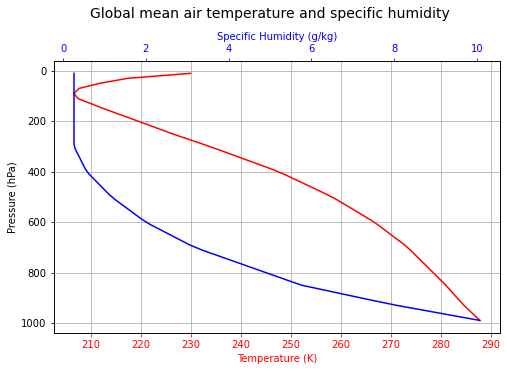 Global mean air temperature and specific humidity
Specific Humidity (g/kg)
0 2 4 6 8 10
0
200
400
600
800
1000
Pressure (hPa)
210 220 230 240 250 260 270 280 290
Temperature (K)